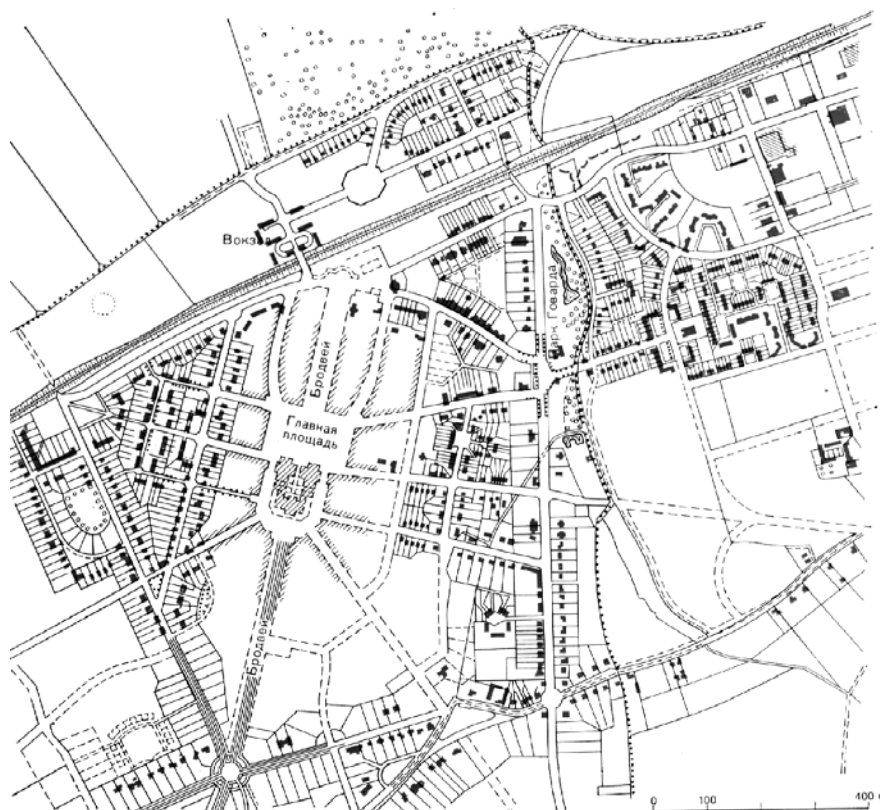 Вокзал
Парк Говарда
Бродвей
Главная
площадь
Бродвей
0 100 400